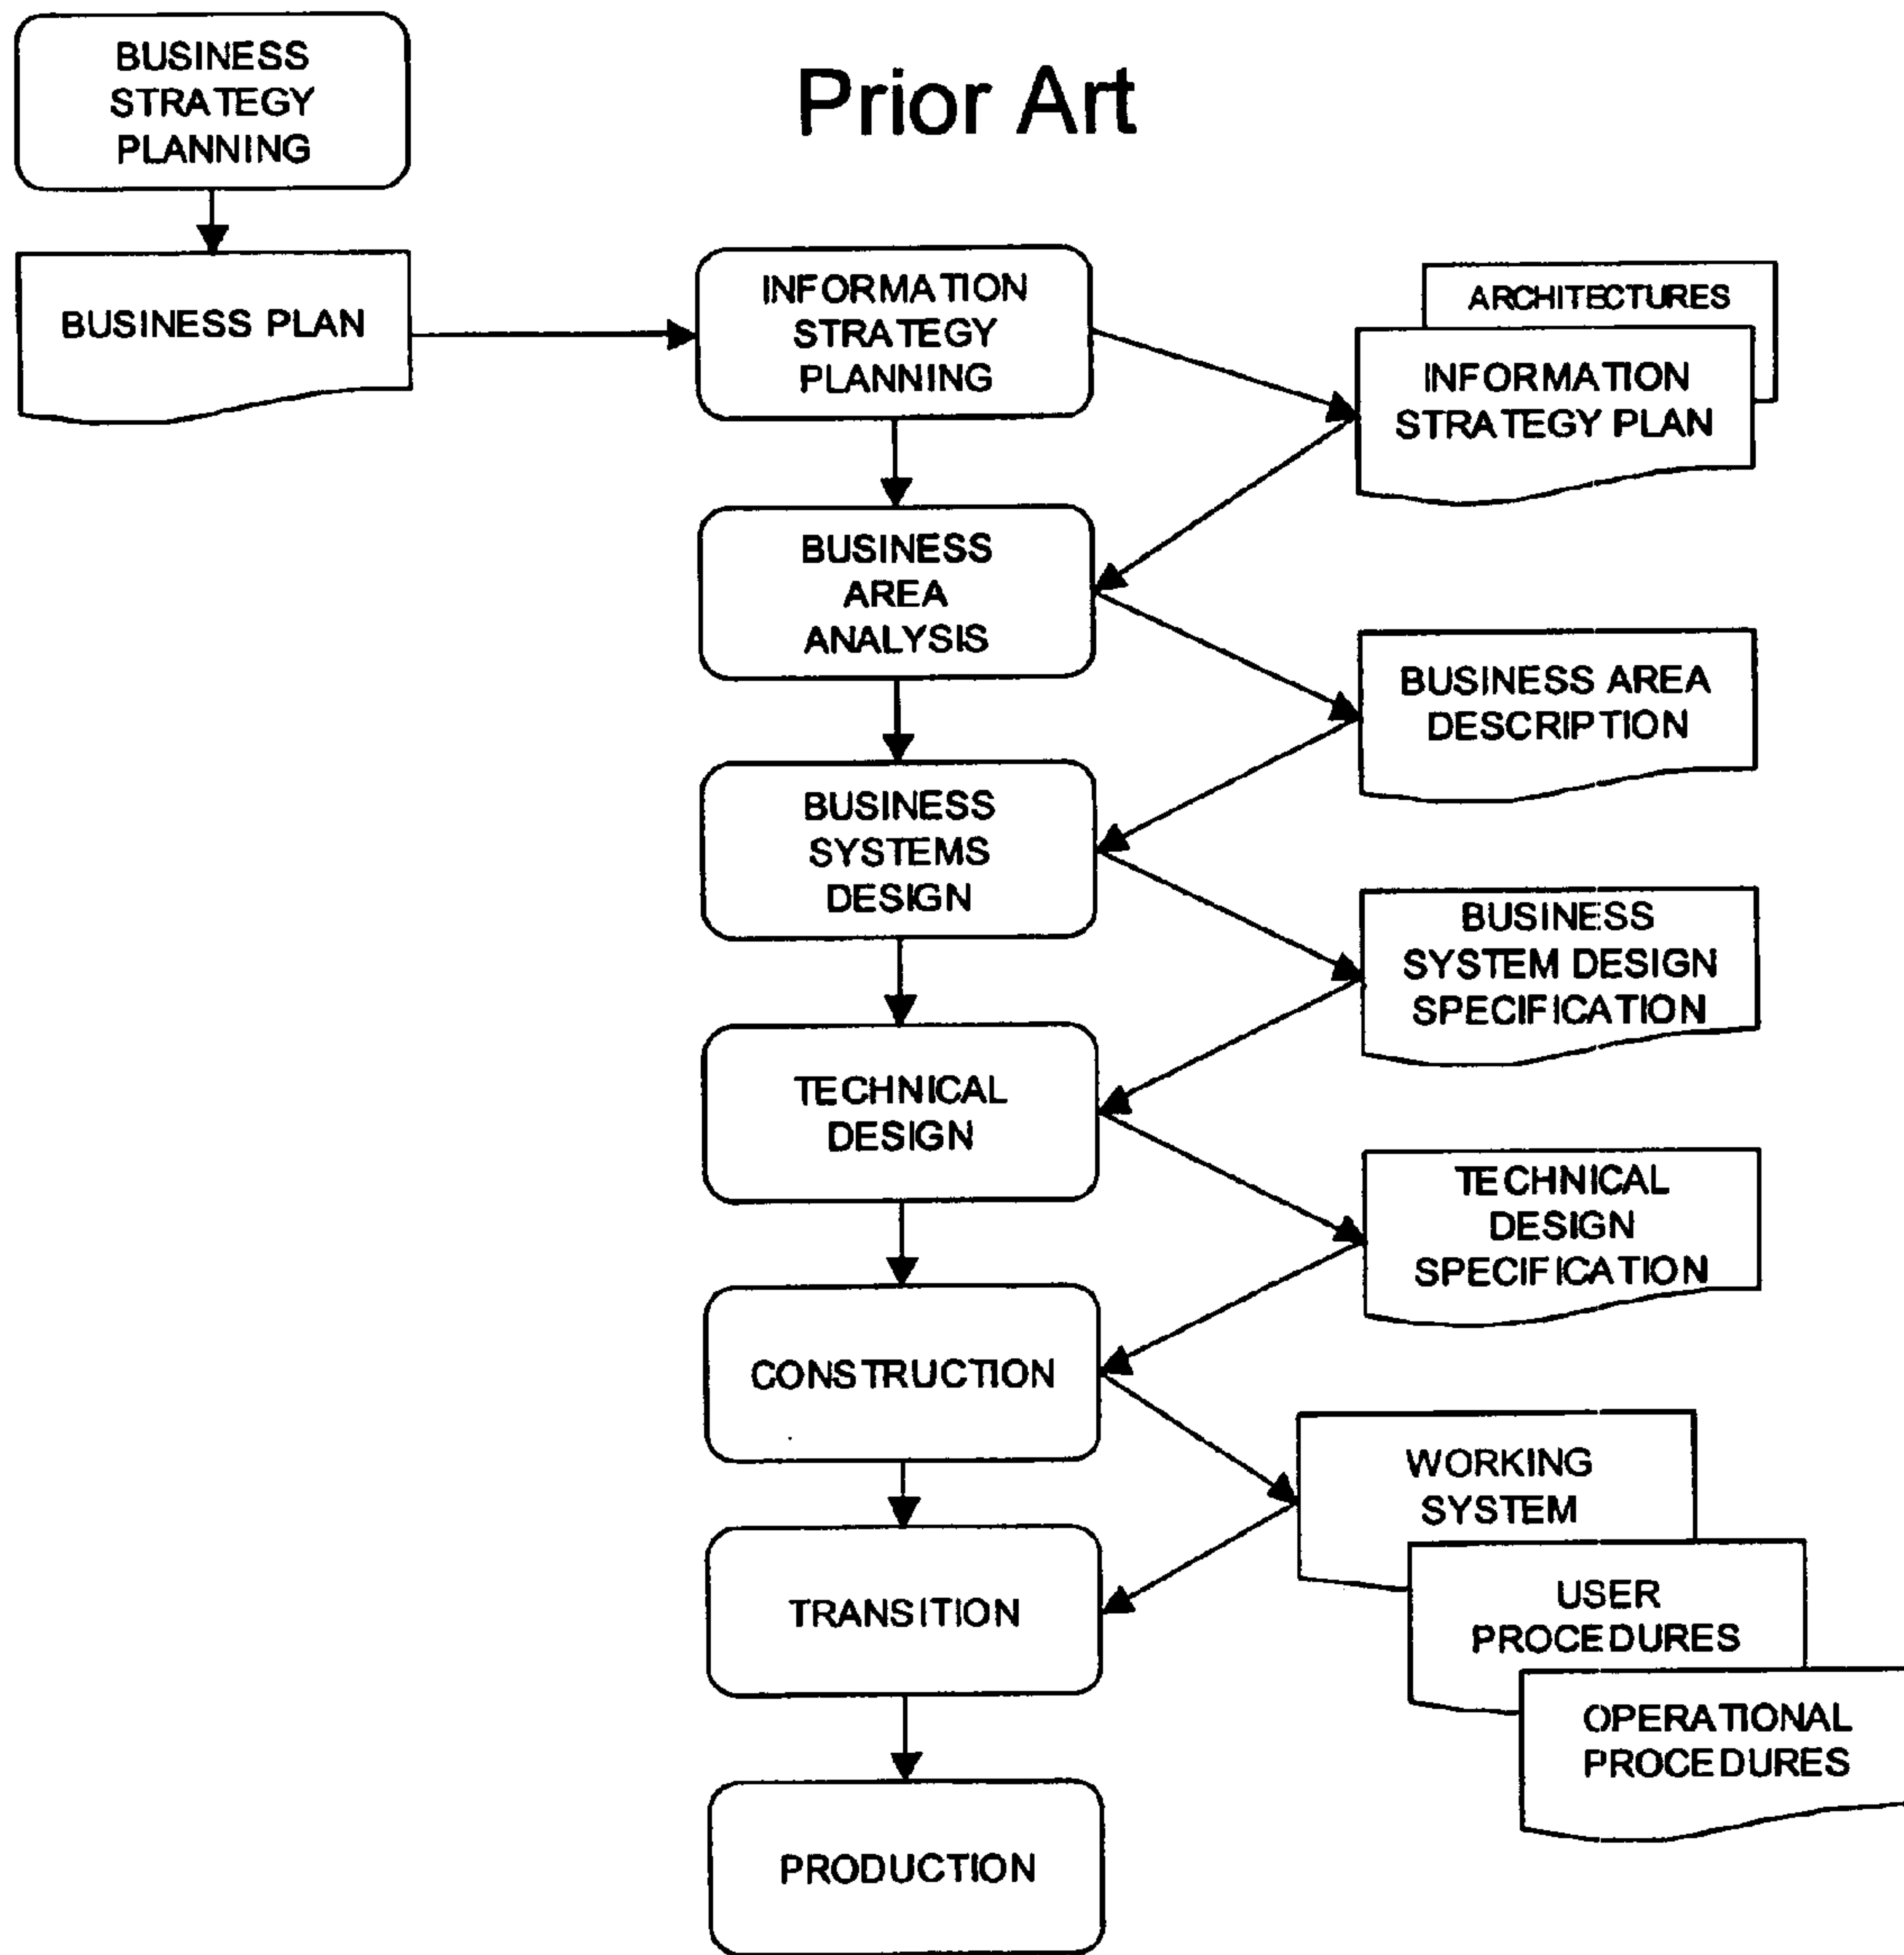 BUSINESS
STRATEGY
PLANNING
Prior Art
BUSINESS PLAN
INFORMATION
STRATEGY
PLANNING
ARCHITECTURES
INFORMATION
STRATEGY PLAN
BUSINESS
AREA
ANALYSIS
BUSINESS AREA
DESCRIPTION
BUSINESS
SYSTEMS
DESIGN
BUSINESS
SYSTEM DESIGN
SPECIFICATION
TECHNICAL
DESIGN
TECHNICAL
DESIGN
SPECIFICATION
CONSTRUCTION
WORKING
SYSTEM
TRANSITION
USER
PROCEDURES
OPERATIONAL
PROCEDURES
PRODUCTION